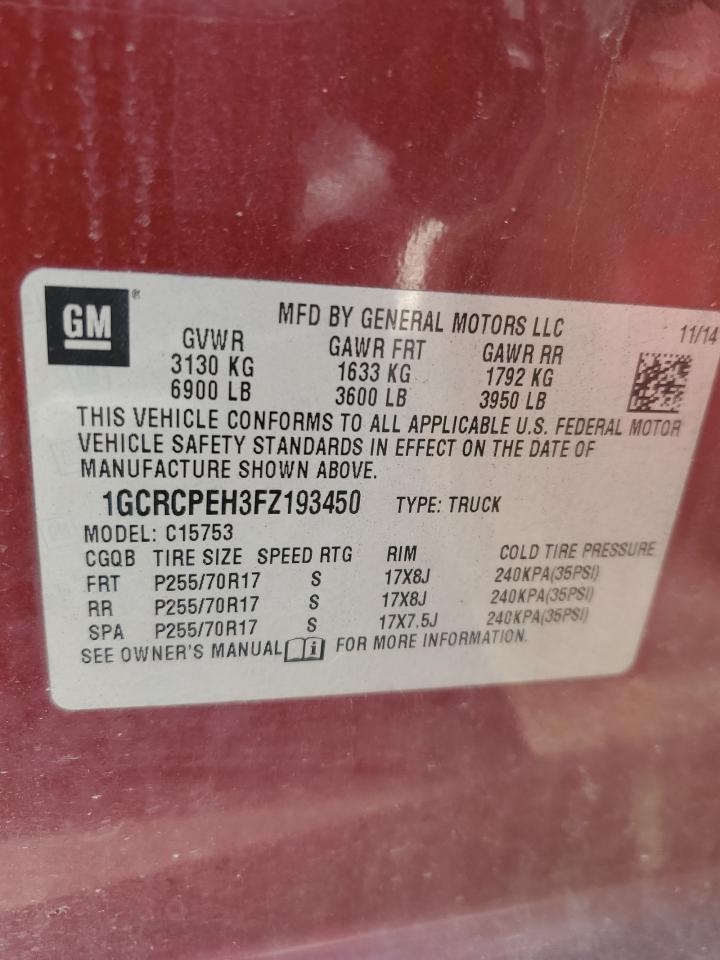 GM
MFD BY GENERAL MOTORS LLC 11/14
GVWR GAWR FRT GAWR RR
3130 KG 1633 KG 1792 KG
6900 LB 3600 LB 3950 LB
THIS VEHICLE CONFORMS TO ALL APPLICABLE U.S. FEDERAL MOTOR
VEHICLE SAFETY STANDARDS IN EFFECT ON THE DATE OF
MANUFACTURE SHOWN ABOVE.
1GCRCPEH3FZ193450 TYPE: TRUCK
MODEL: C15753
CGQB TIRE SIZE SPEED RTG RIM COLD TIRE PRESSURE
FRT P255/70R17 S 17X8J 240KPA(35PSI)
RR P255/70R17 S 17X8J 240KPA(35PSI)
SPA P255/70R17 S 17X7.5J 240KPA(35PSI)
SEE OWNER'S MANUAL i FOR MORE INFORMATION.